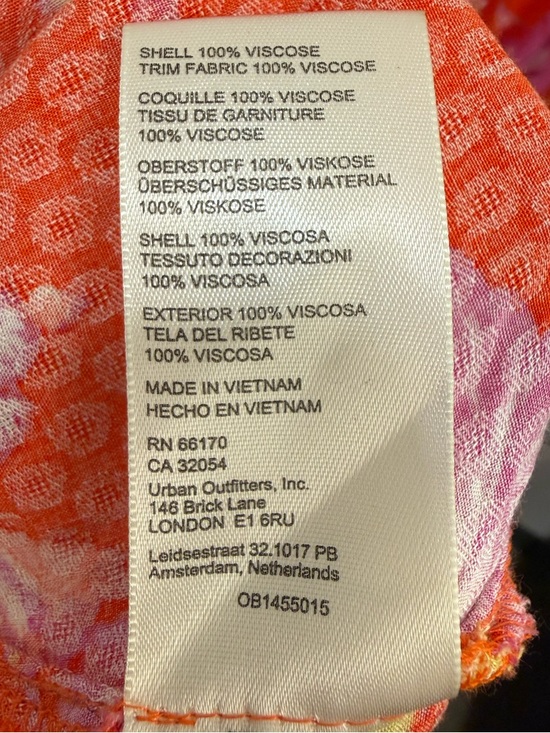 SHELL 100% VISCOSE
TRIM FABRIC 100% VISCOSE
COQUILLE 100% VISCOSE
TISSU DE GARNITURE
100% VISCOSE
OBERSTOFF 100% VISKOSE
ÜBERSCHÜSSIGES MATERIAL
100% VISKOSE
SHELL 100% VISCOSA
TESSUTO DECORAZIONI
100% VISCOSA
EXTERIOR 100% VISCOSA
TELA DEL RIBETE
100% VISCOSA
MADE IN VIETNAM
HECHO EN VIETNAM
RN 66170
CA 32054
Urban Outfitters, Inc.
146 Brick Lane
LONDON E1 6RU
Leidsestraat 32.1017 PB
Amsterdam, Netherlands
OB1455015